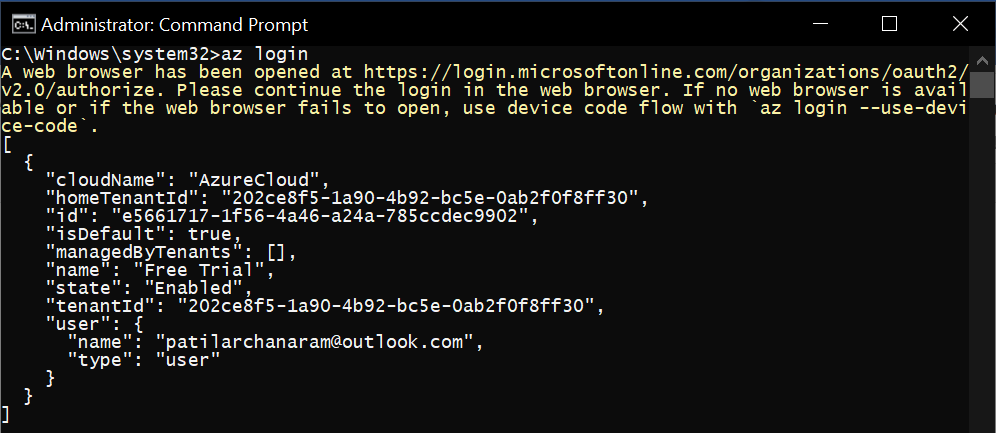 Administrator: Command Prompt
C:\Windows\system32>az login
A web browser has been opened at https://login.microsoftonline.com/organizations/oauth2/
v2.0/authorize. Please continue the login in the web browser. If no web browser is avail
able or if the web browser fails to open, use device code flow with `az login --use-devi
ce-code`.
[
  {
    "cloudName": "AzureCloud",
    "homeTenantId": "202ce8f5-1a90-4b92-bc5e-0ab2f0f8ff30",
    "id": "e5661717-1f56-4a46-a24a-785ccdec9902",
    "isDefault": true,
    "managedByTenants": [],
    "name": "Free Trial",
    "state": "Enabled",
    "tenantId": "202ce8f5-1a90-4b92-bc5e-0ab2f0f8ff30",
    "user": {
      "name": "patilarchanaram@outlook.com",
      "type": "user"
    }
  }
]